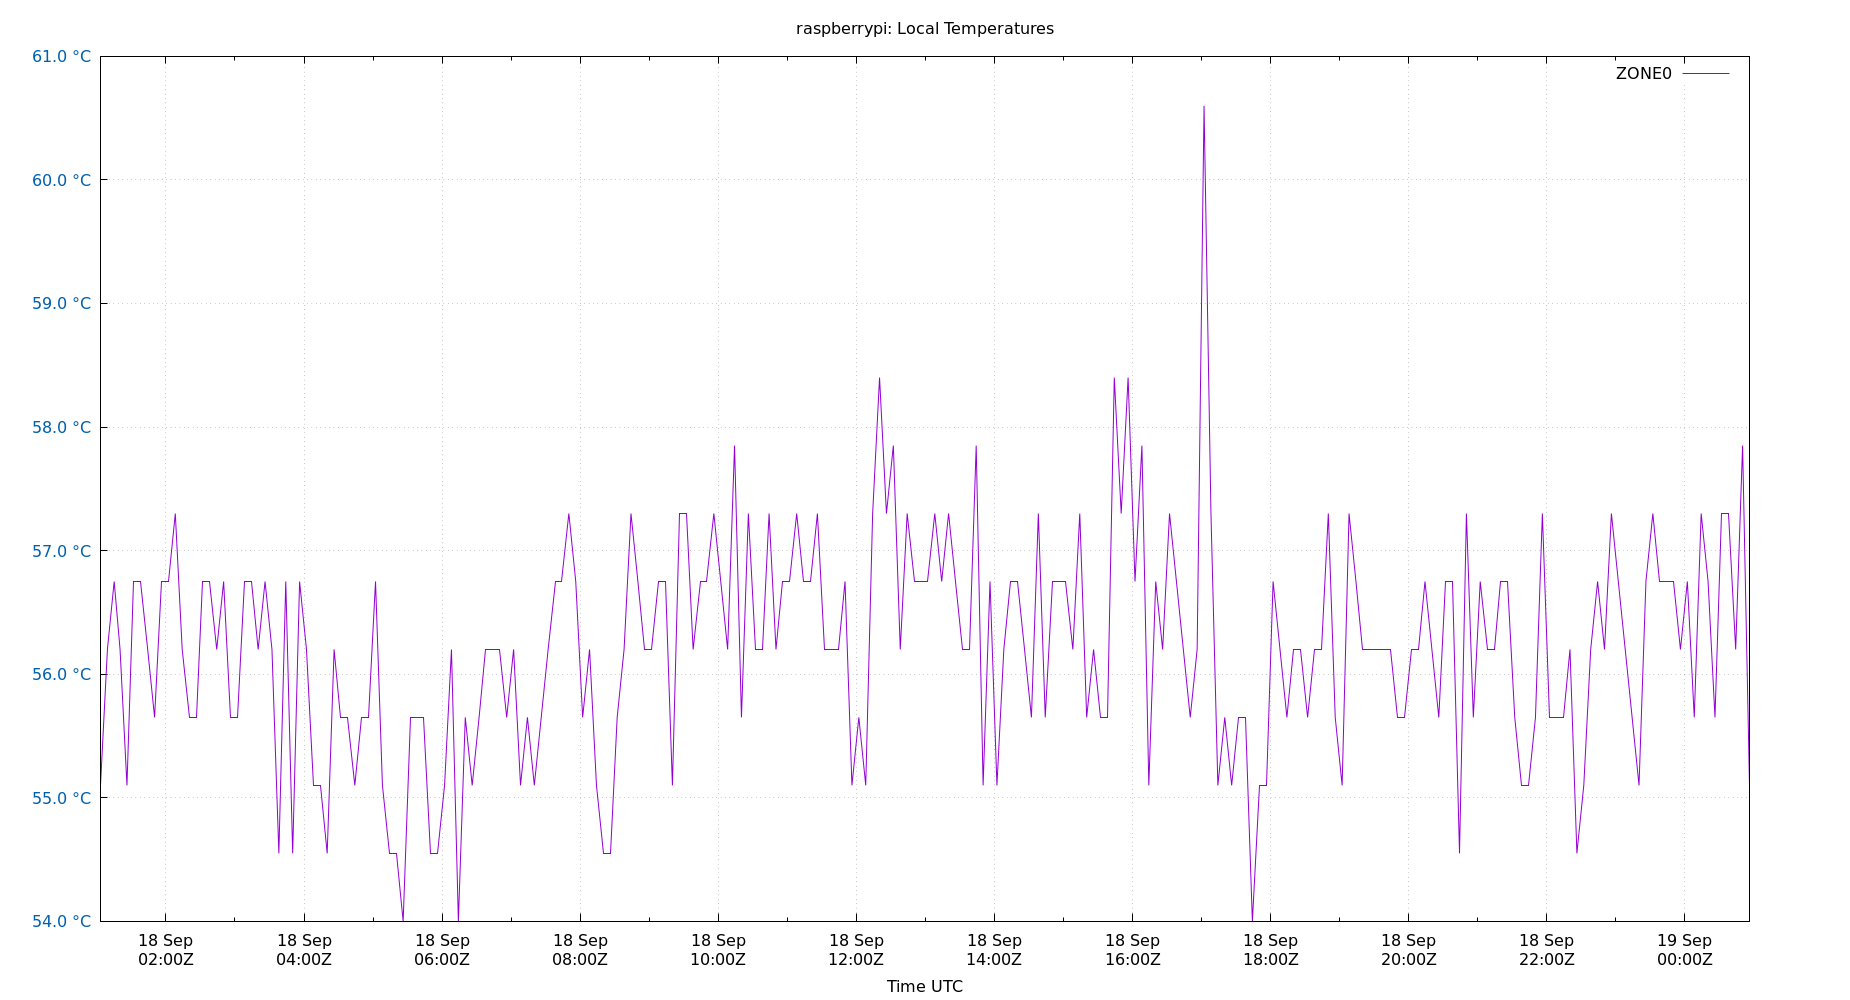 raspberrypi: Local Temperatures
61.0 °C
ZONE0
60.0 °C
59.0 °C
58.0 °C
57.0 °C
56.0 °C
55.0 °C
54.0 °C
18 Sep 18 Sep 18 Sep 18 Sep 18 Sep 18 Sep 18 Sep 18 Sep 18 Sep 18 Sep 18 Sep 19 Sep
02:00Z 04:00Z 06:00Z 08:00Z 10:00Z 12:00Z 14:00Z 16:00Z 18:00Z 20:00Z 22:00Z 00:00Z
Time UTC